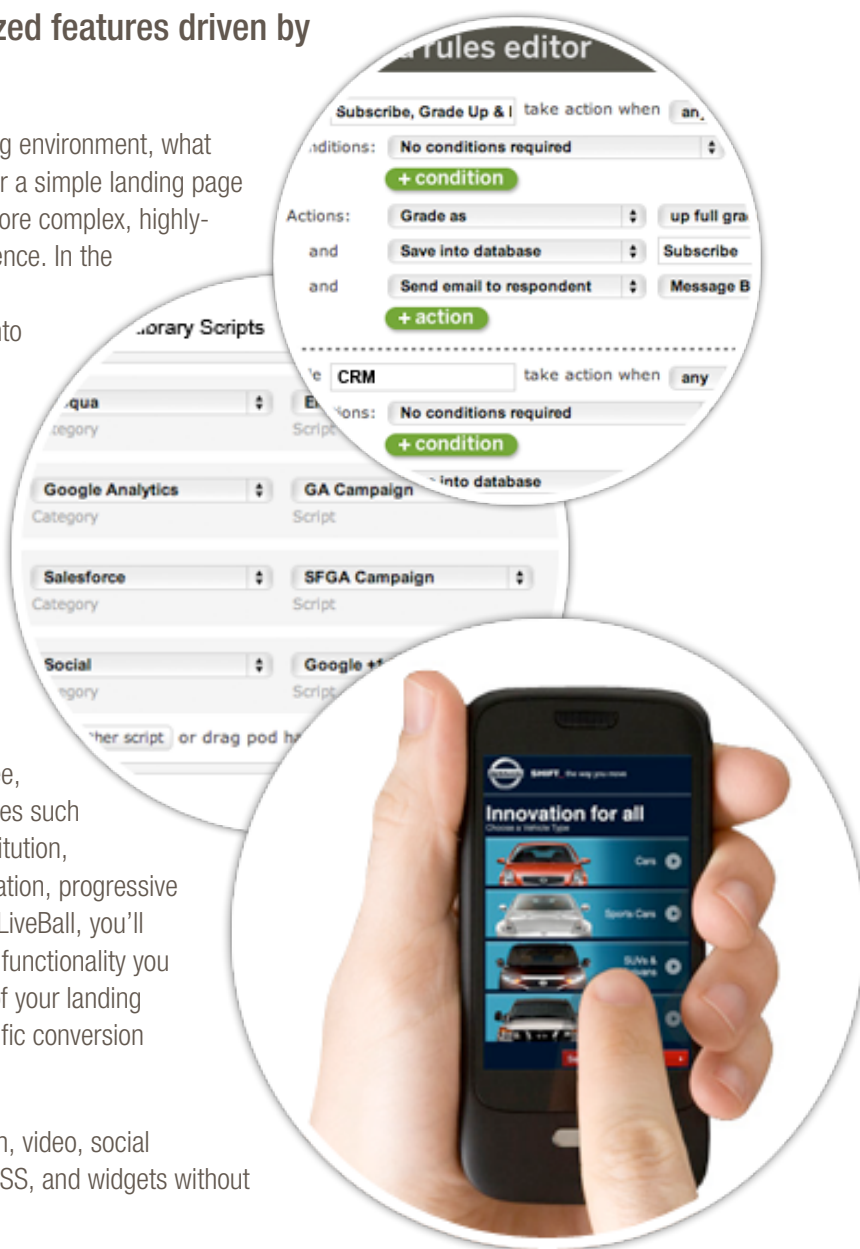 zed features driven by
g environment, what
r a simple landing page
ore complex, highly-
ence. In the
nto
e,
es such
itution,
ation, progressive
LiveBall, you'll
functionality you
f your landing
fic conversion
n, video, social
SS, and widgets without
rules editor
Subscribe, Grade Up & take action when
No conditions required
+ condition
Actions: Grade as up full gra
and Save into database Subscribe
and Send email to respondent Message B
+ action
CRM take action when any
No conditions required
+ condition
into database
Scripts
qua
Category Script
Google Analytics GA Campaign
Category Script
Salesforce SFGA Campaign
Category Script
Social Google
Script
her script or drag pod ha
SHIFT_ the way you move
Innovation for all
Choose a Vehicle Type
Cars
Sports Cars
SUVs &